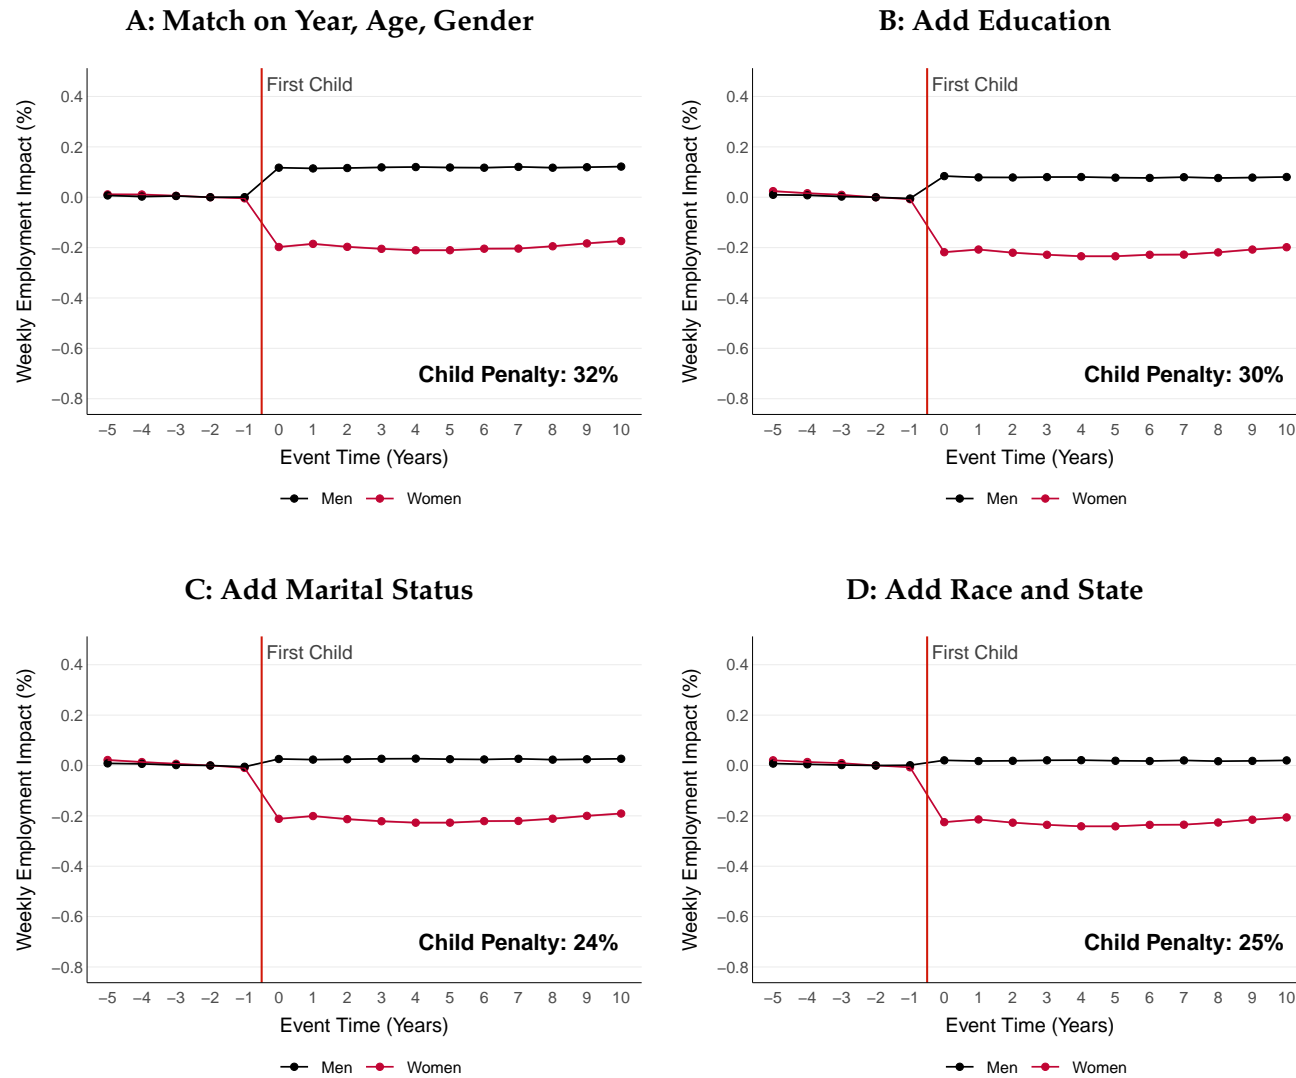 A: Match on Year, Age, Gender
Weekly Employment Impact (%)
0.4
0.2
0.0
−0.2
−0.4
−0.6
−0.8
First Child
Child Penalty: 32%
−5 −4 −3 −2 −1 0 1 2 3 4 5 6 7 8 9 10
Event Time (Years)
Men Women
B: Add Education
Weekly Employment Impact (%)
0.4
0.2
0.0
−0.2
−0.4
−0.6
−0.8
First Child
Child Penalty: 30%
−5 −4 −3 −2 −1 0 1 2 3 4 5 6 7 8 9 10
Event Time (Years)
Men Women
C: Add Marital Status
Weekly Employment Impact (%)
0.4
0.2
0.0
−0.2
−0.4
−0.6
−0.8
First Child
Child Penalty: 24%
−5 −4 −3 −2 −1 0 1 2 3 4 5 6 7 8 9 10
Event Time (Years)
Men Women
D: Add Race and State
Weekly Employment Impact (%)
0.4
0.2
0.0
−0.2
−0.4
−0.6
−0.8
First Child
Child Penalty: 25%
−5 −4 −3 −2 −1 0 1 2 3 4 5 6 7 8 9 10
Event Time (Years)
Men Women